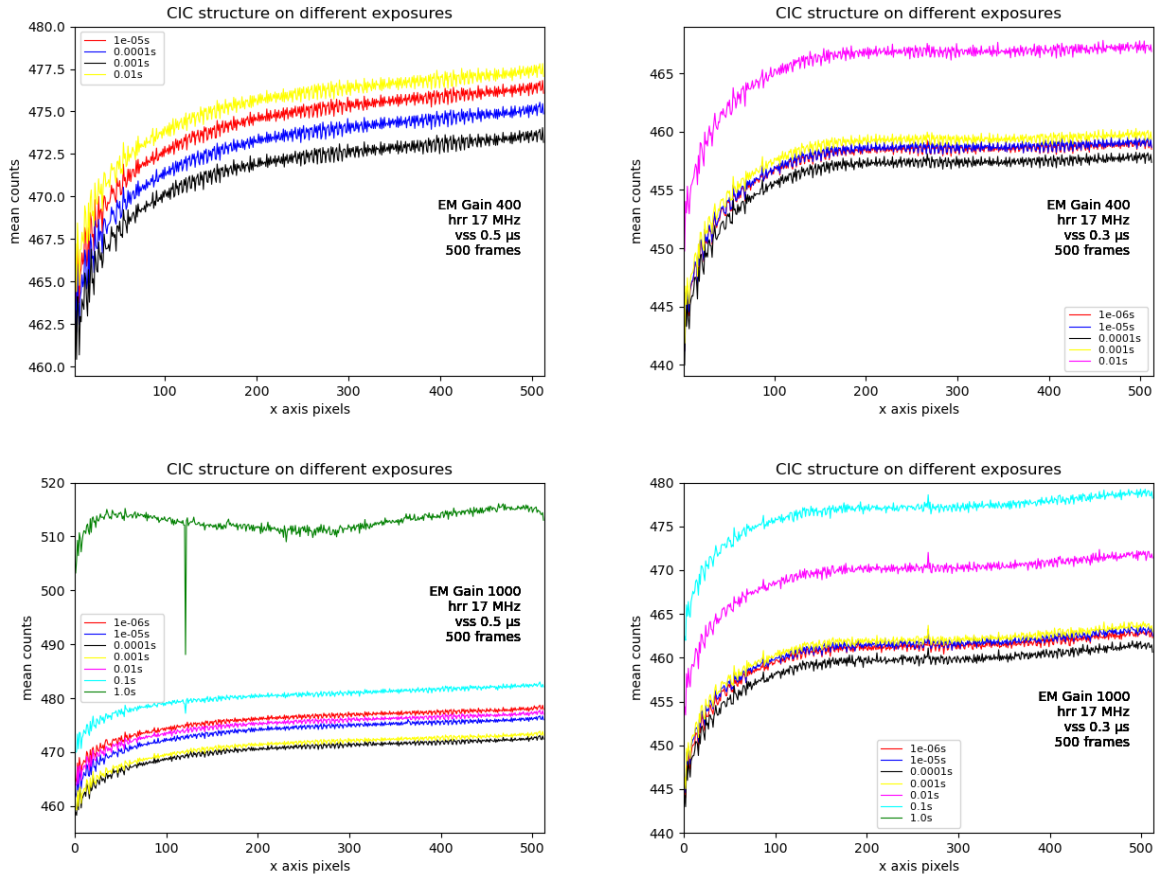 CIC structure on different exposures
480.0
477.5
475.0
472.5
470.0
467.5
465.0
462.5
460.0
mean counts
1e-05s
0.0001s
0.001s
0.01s
EM Gain 400
hrr 17 MHz
vss 0.5 µs
500 frames
100 200 300 400 500
x axis pixels
CIC structure on different exposures
465
460
455
450
445
440
mean counts
EM Gain 400
hrr 17 MHz
vss 0.3 µs
500 frames
1e-06s
1e-05s
0.0001s
0.001s
0.01s
100 200 300 400 500
x axis pixels
CIC structure on different exposures
520
510
500
490
480
470
460
mean counts
EM Gain 1000
hrr 17 MHz
vss 0.5 µs
500 frames
1e-06s
1e-05s
0.0001s
0.001s
0.01s
0.1s
1.0s
0 100 200 300 400 500
x axis pixels
CIC structure on different exposures
480
475
470
465
460
455
450
445
440
mean counts
EM Gain 1000
hrr 17 MHz
vss 0.3 µs
500 frames
1e-06s
1e-05s
0.0001s
0.001s
0.01s
0.1s
1.0s
0 100 200 300 400 500
x axis pixels